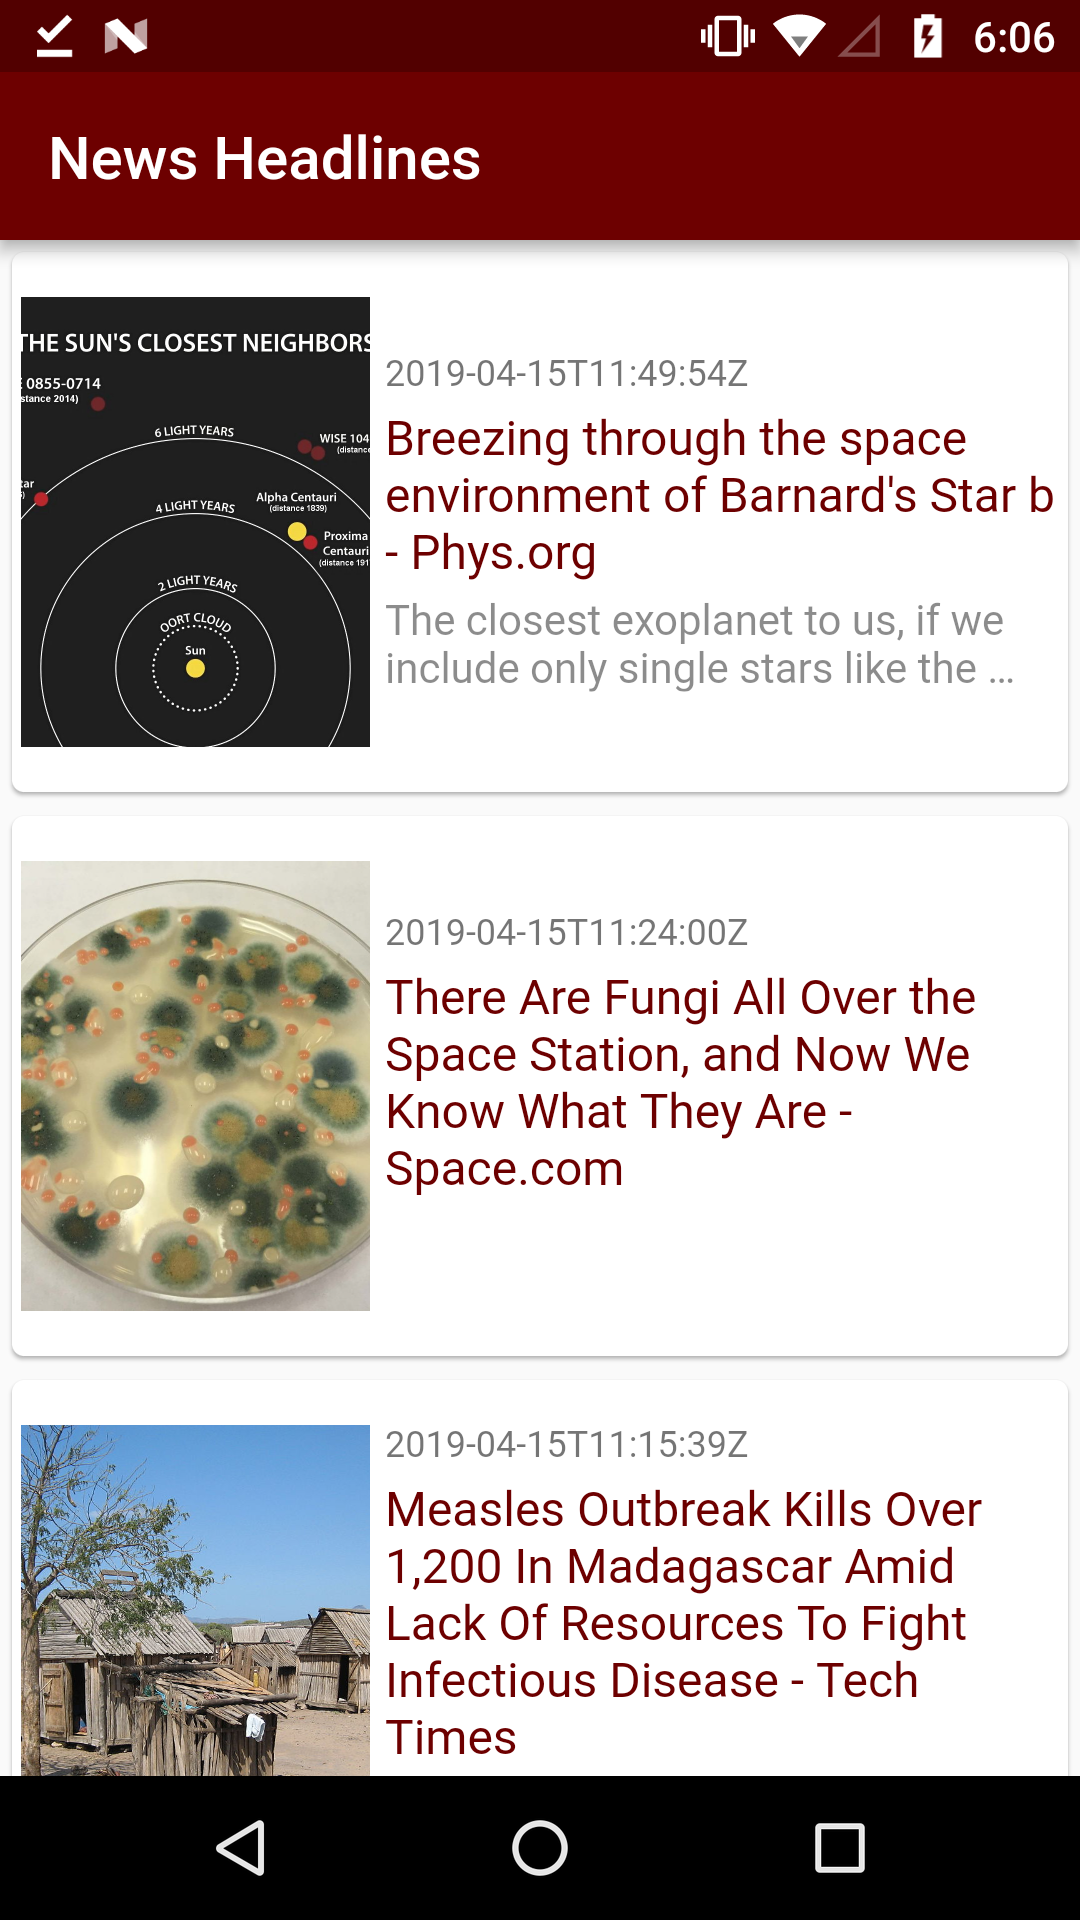 6:06
News Headlines
THE SUN'S CLOSEST NEIGHBORS
0855-0714
(distance 2014)
6 LIGHT YEARS
WISE 104
4 LIGHT YEARS
Alpha Centauri
(distance 1839)
Proxima
Centauri
(distance 191
2 LIGHT YEARS
OORT CLOUD
Sun
2019-04-15T11:49:54Z
Breezing through the space
environment of Barnard's Star b
- Phys.org
The closest exoplanet to us, if we
include only single stars like the ...
2019-04-15T11:24:00Z
There Are Fungi All Over the
Space Station, and Now We
Know What They Are -
Space.com
2019-04-15T11:15:39Z
Measles Outbreak Kills Over
1,200 In Madagascar Amid
Lack Of Resources To Fight
Infectious Disease - Tech
Times